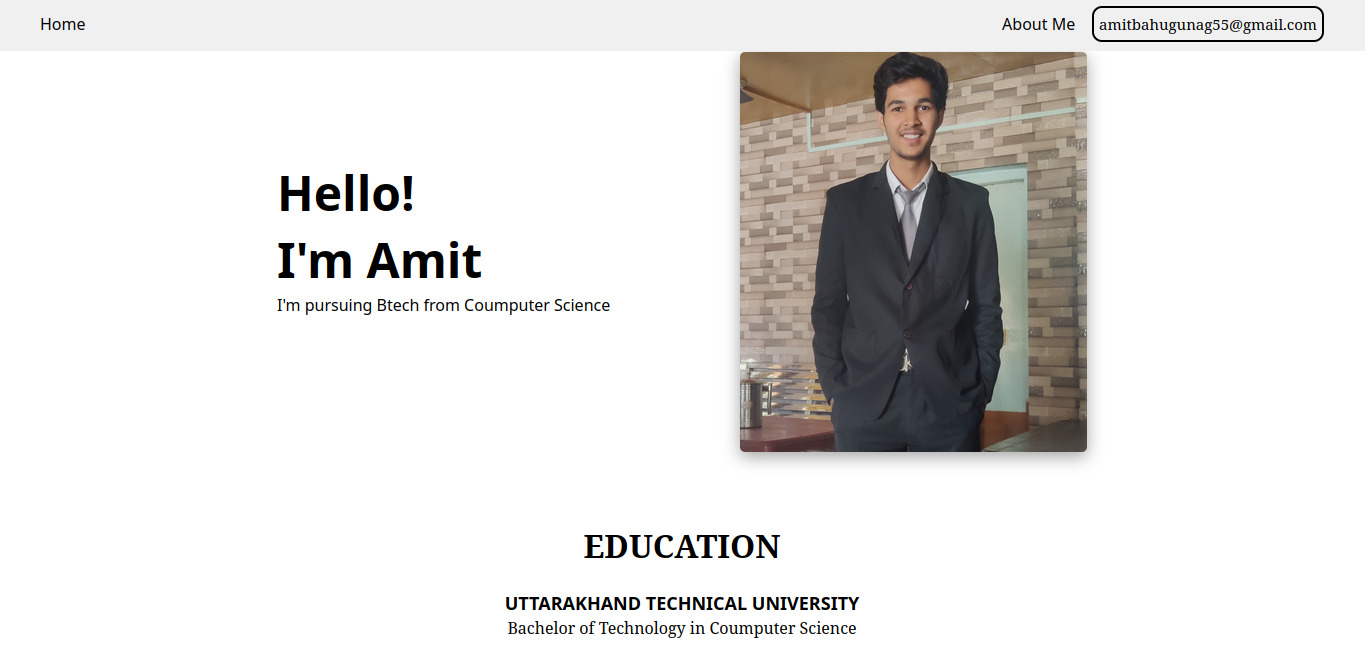 Home
About Me
amitbahugunag55@gmail.com
Hello!
I'm Amit
I'm pursuing Btech from Coumputer Science
EDUCATION
UTTARAKHAND TECHNICAL UNIVERSITY
Bachelor of Technology in Coumputer Science